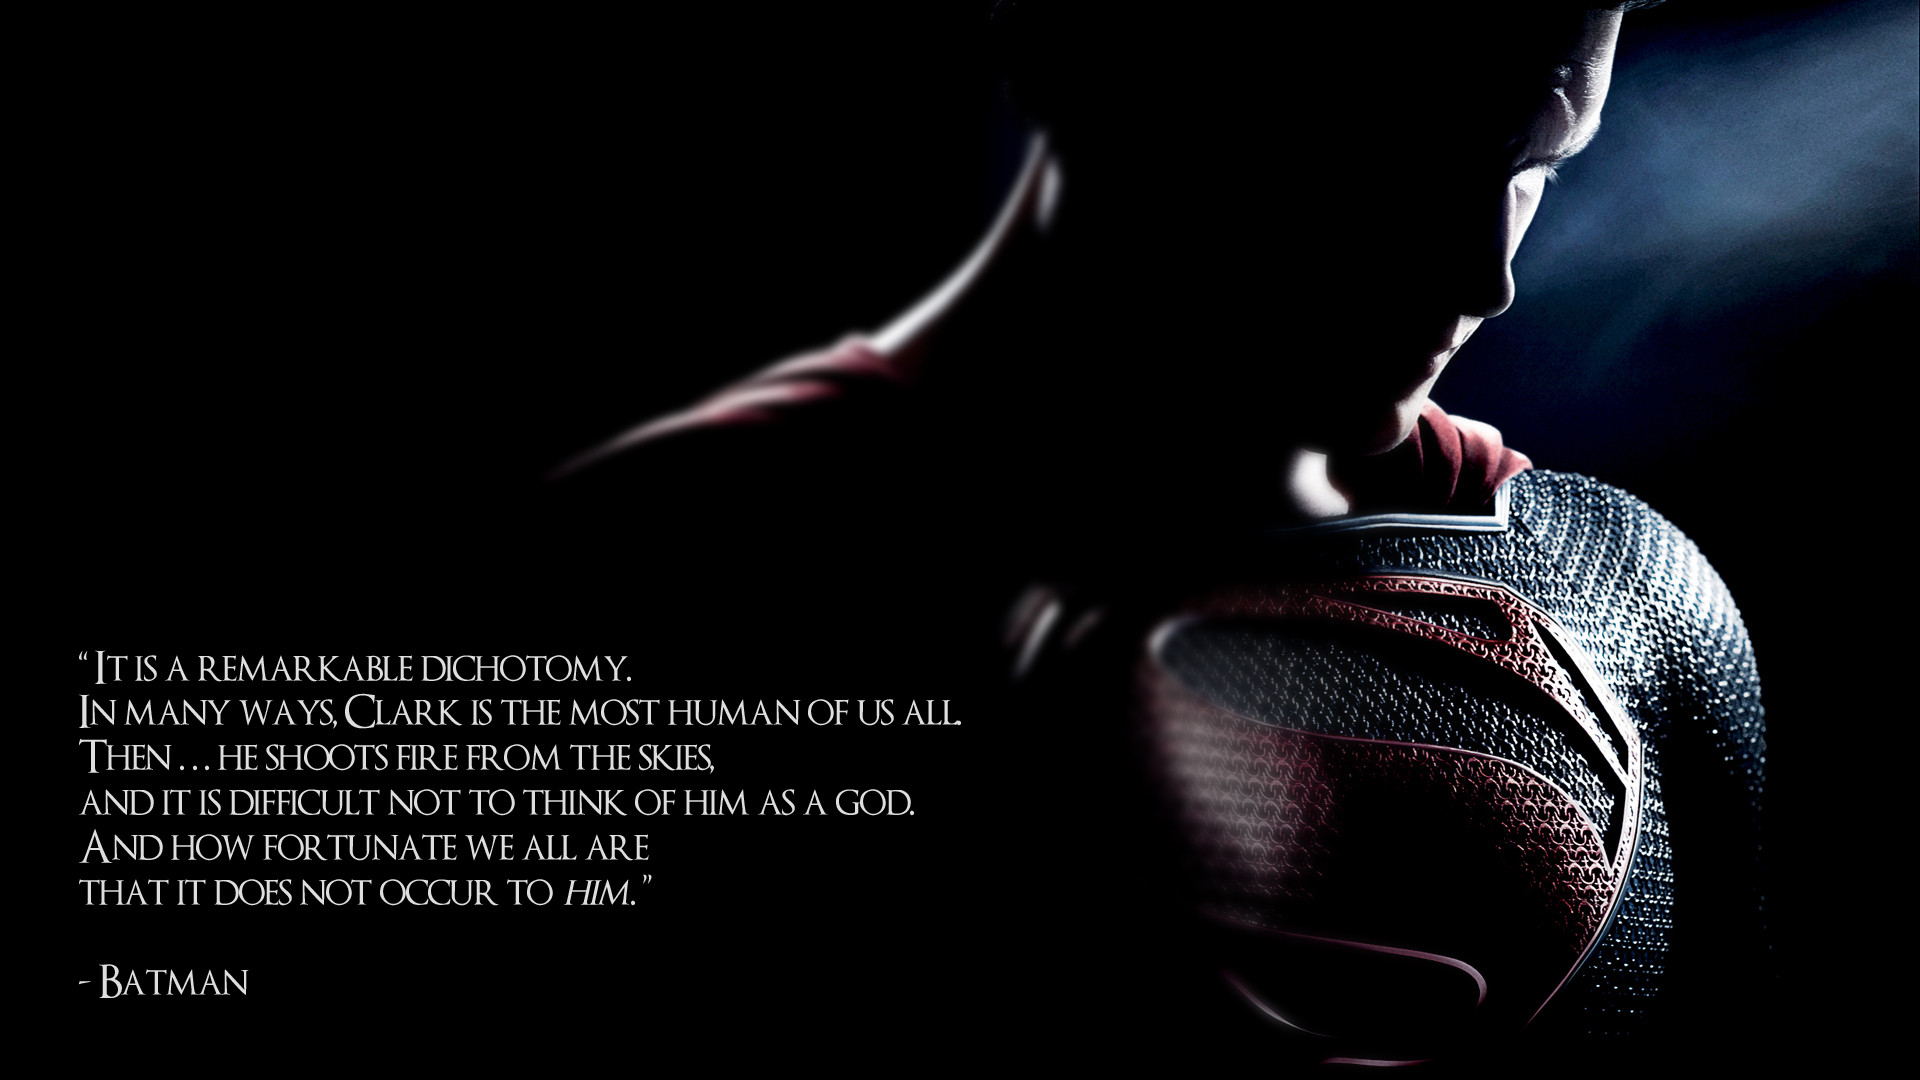 “ It is a remarkable dichotomy.
In many ways, Clark is the most human of us all.
Then . . . he shoots fire from the skies,
and it is difficult not to think of him as a god.
And how fortunate we all are
that it does not occur to him. ”
- Batman